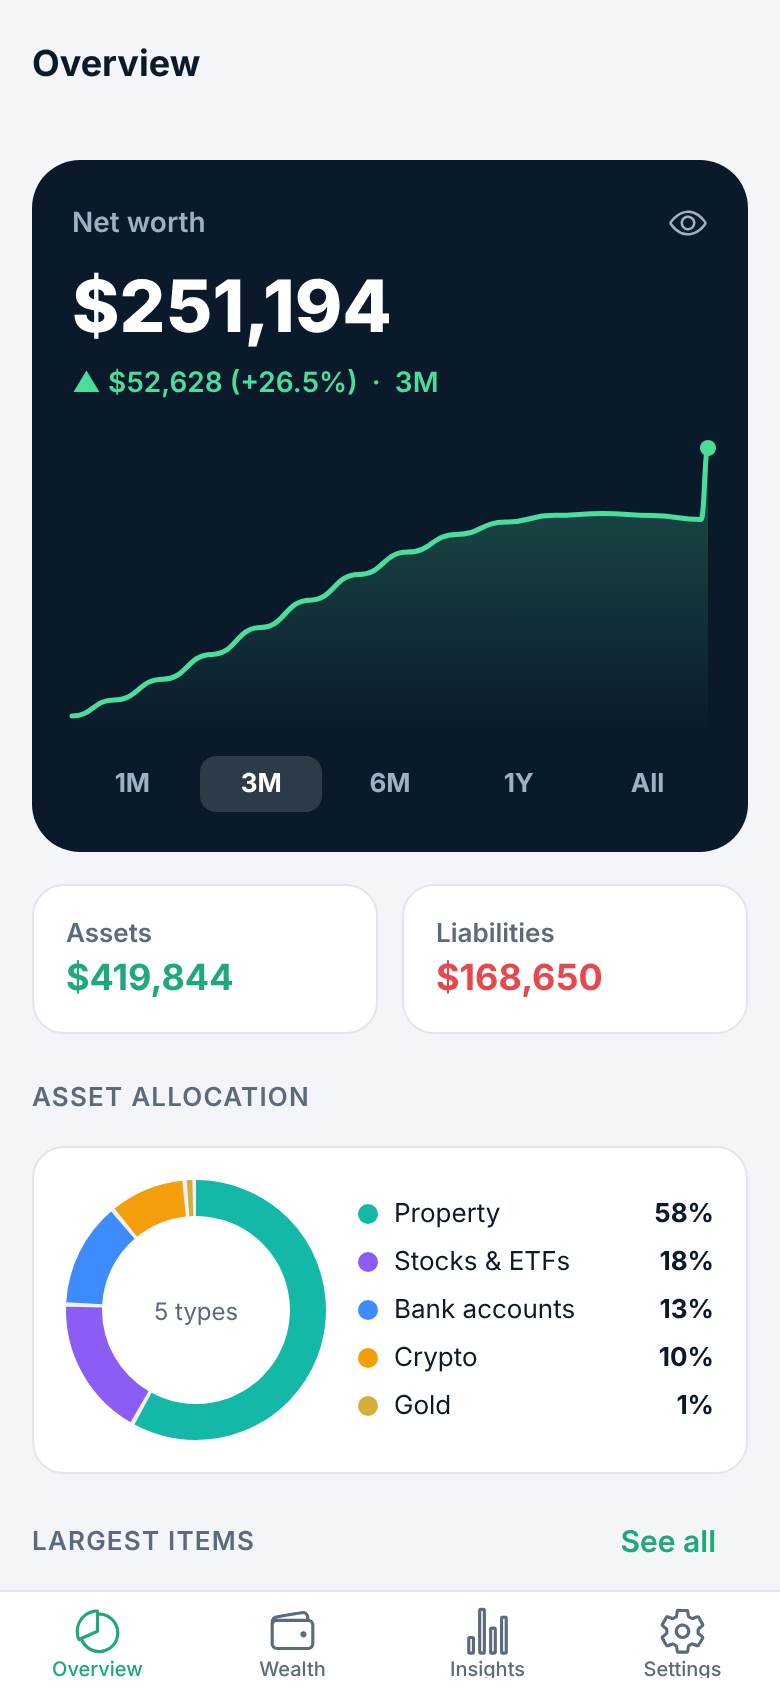 Overview
Net worth
$251,194
▲ $52,628 (+26.5%) · 3M
1M 3M 6M 1Y All
Assets
$419,844
Liabilities
$168,650
ASSET ALLOCATION
5 types
Property 58%
Stocks & ETFs 18%
Bank accounts 13%
Crypto 10%
Gold 1%
LARGEST ITEMS See all
Overview Wealth Insights Settings